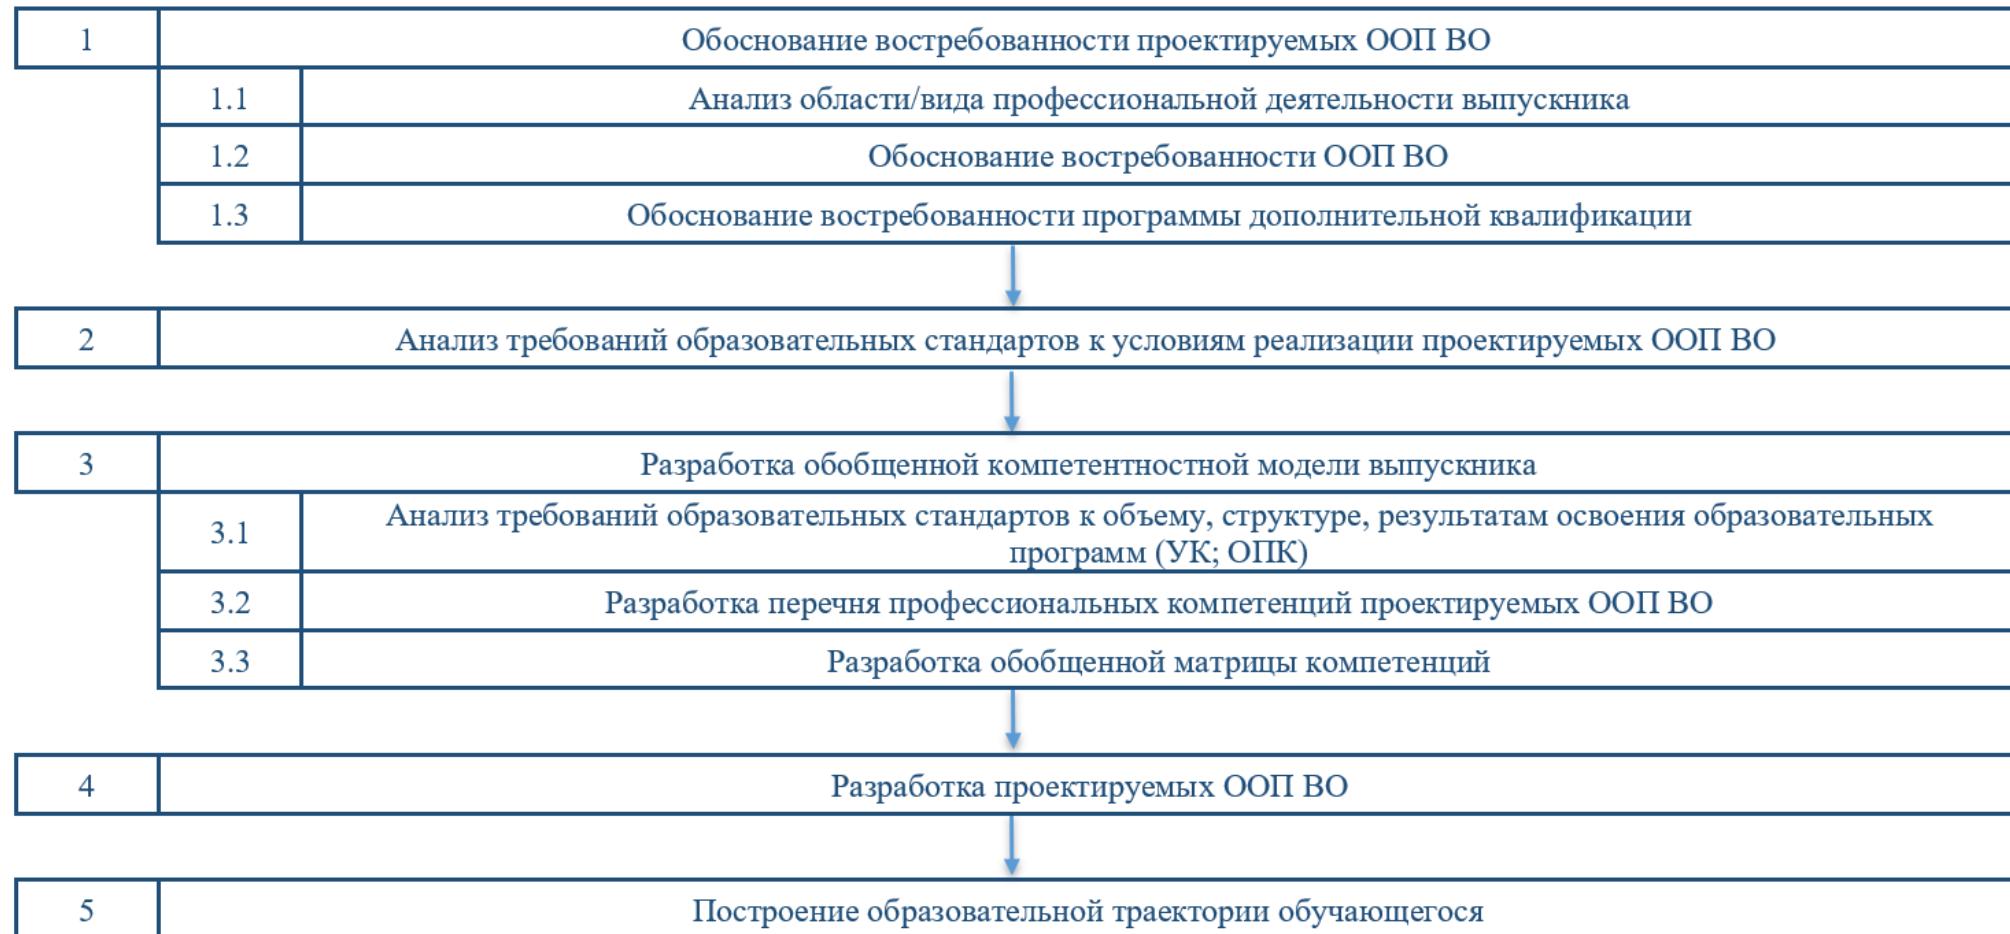 1 Обоснование востребованности проектируемых ООП ВО
1.1 Анализ области/вида профессиональной деятельности выпускника
1.2 Обоснование востребованности ООП ВО
1.3 Обоснование востребованности программы дополнительной квалификации
2 Анализ требований образовательных стандартов к условиям реализации проектируемых ООП ВО
3 Разработка обобщенной компетентностной модели выпускника
3.1 Анализ требований образовательных стандартов к объему, структуре, результатам освоения образовательных
программ (УК; ОПК)
3.2 Разработка перечня профессиональных компетенций проектируемых ООП ВО
3.3 Разработка обобщенной матрицы компетенций
4 Разработка проектируемых ООП ВО
5 Построение образовательной траектории обучающегося